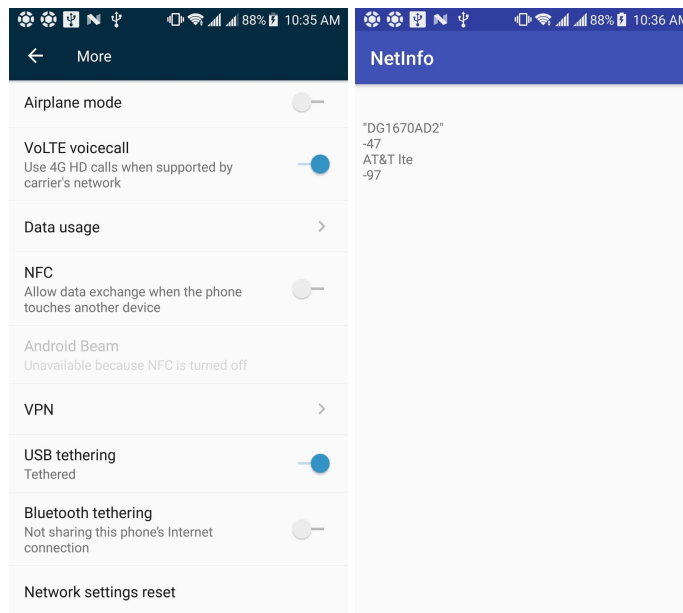 88% 10:35 AM
More
Airplane mode
VoLTE voicecall
Use 4G HD calls when supported by
carrier's network
Data usage
NFC
Allow data exchange when the phone
touches another device
Android Beam
Unavailable because NFC is turned off
VPN
USB tethering
Tethered
Bluetooth tethering
Not sharing this phone's Internet
connection
Network settings reset
88% 10:36 AM
NetInfo
"DG1670AD2"
-47
AT&T lte
-97